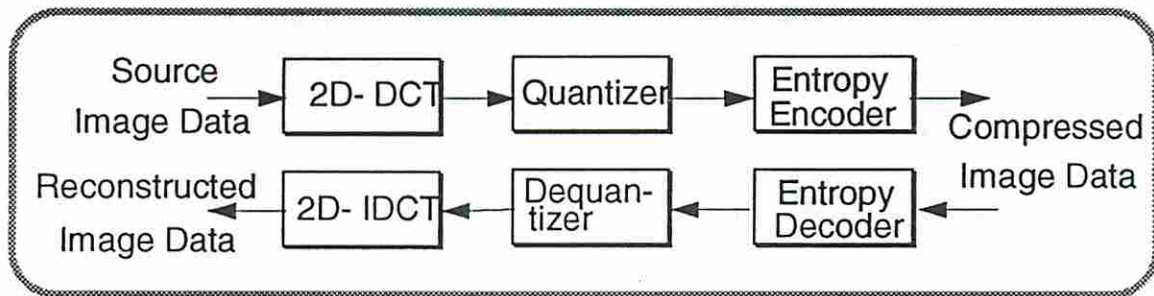 Source
Image Data
2D- DCT
Quantizer
Entropy
Encoder
Compressed
Image Data
Reconstructed
Image Data
2D- IDCT
Dequan-
tizer
Entropy
Decoder